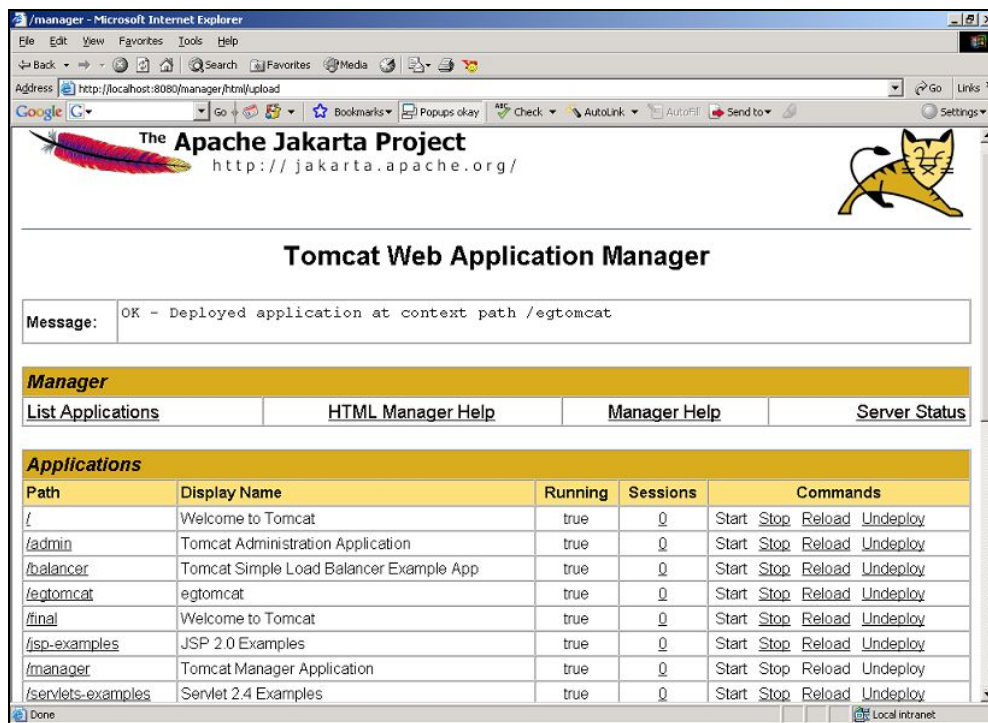 /manager - Microsoft Internet Explorer
File Edit View Favorites Tools Help
Back Search Favorites Media
Address http://localhost:8080/manager/html/upload Go Links
Google G Go Bookmarks Popups okay ABC Check AutoLink AutoFill Send to Settings
The Apache Jakarta Project
http://jakarta.apache.org/
Tomcat Web Application Manager
Message: OK - Deployed application at context path /egtomcat
Manager
List Applications HTML Manager Help Manager Help Server Status
Applications
Path Display Name Running Sessions Commands
/ Welcome to Tomcat true 0 Start Stop Reload Undeploy
/admin Tomcat Administration Application true 0 Start Stop Reload Undeploy
/balancer Tomcat Simple Load Balancer Example App true 0 Start Stop Reload Undeploy
/egtomcat egtomcat true 0 Start Stop Reload Undeploy
/final Welcome to Tomcat true 0 Start Stop Reload Undeploy
/jsp-examples JSP 2.0 Examples true 0 Start Stop Reload Undeploy
/manager Tomcat Manager Application true 0 Start Stop Reload Undeploy
/servlets-examples Servlet 2.4 Examples true 0 Start Stop Reload Undeploy
Done Local intranet